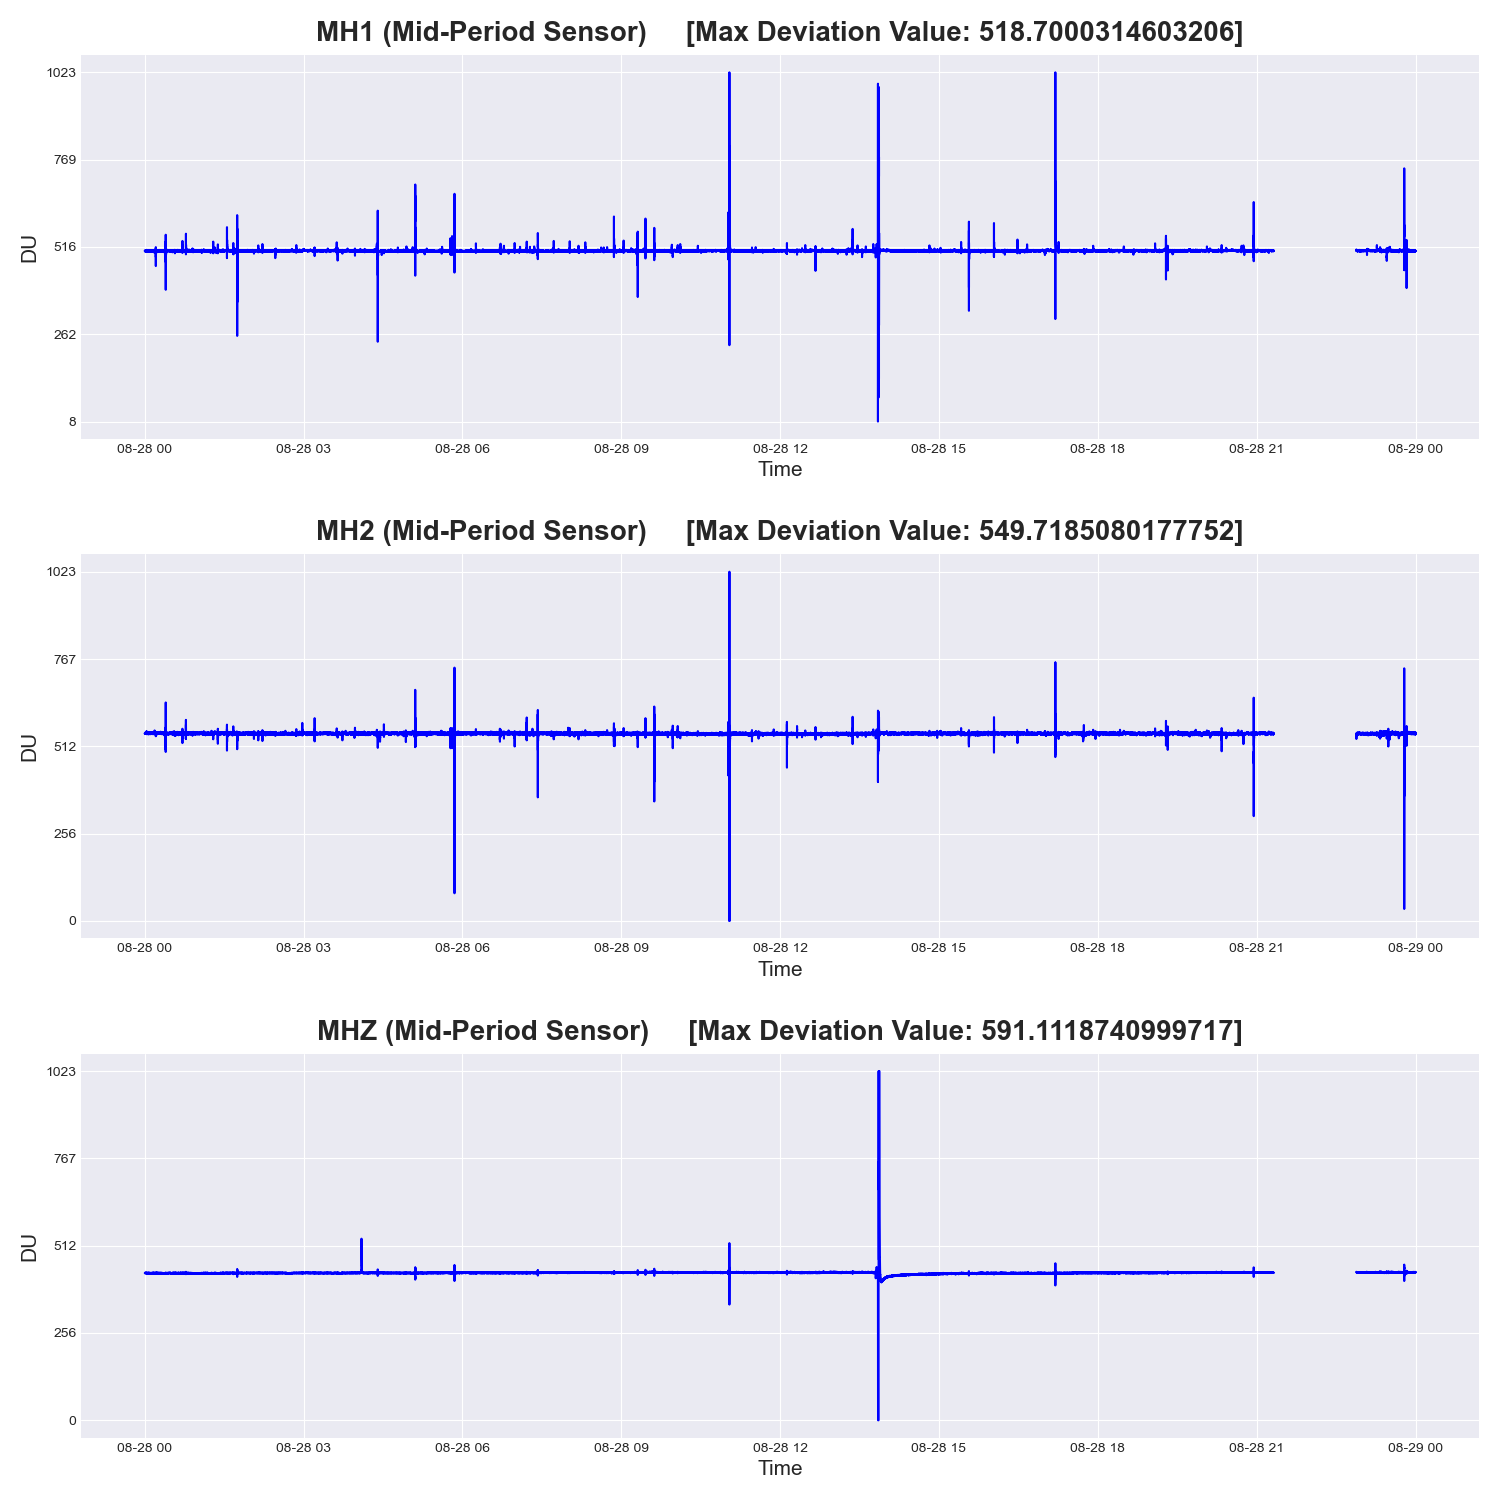 MH1 (Mid-Period Sensor) [Max Deviation Value: 518.7000314603206]
1023
769
516
262
8
DU
08-28 00 08-28 03 08-28 06 08-28 09 08-28 12 08-28 15 08-28 18 08-28 21 08-29 00
Time
MH2 (Mid-Period Sensor) [Max Deviation Value: 549.7185080177752]
1023
767
512
256
0
DU
08-28 00 08-28 03 08-28 06 08-28 09 08-28 12 08-28 15 08-28 18 08-28 21 08-29 00
Time
MHZ (Mid-Period Sensor) [Max Deviation Value: 591.1118740999717]
1023
767
512
256
0
DU
08-28 00 08-28 03 08-28 06 08-28 09 08-28 12 08-28 15 08-28 18 08-28 21 08-29 00
Time